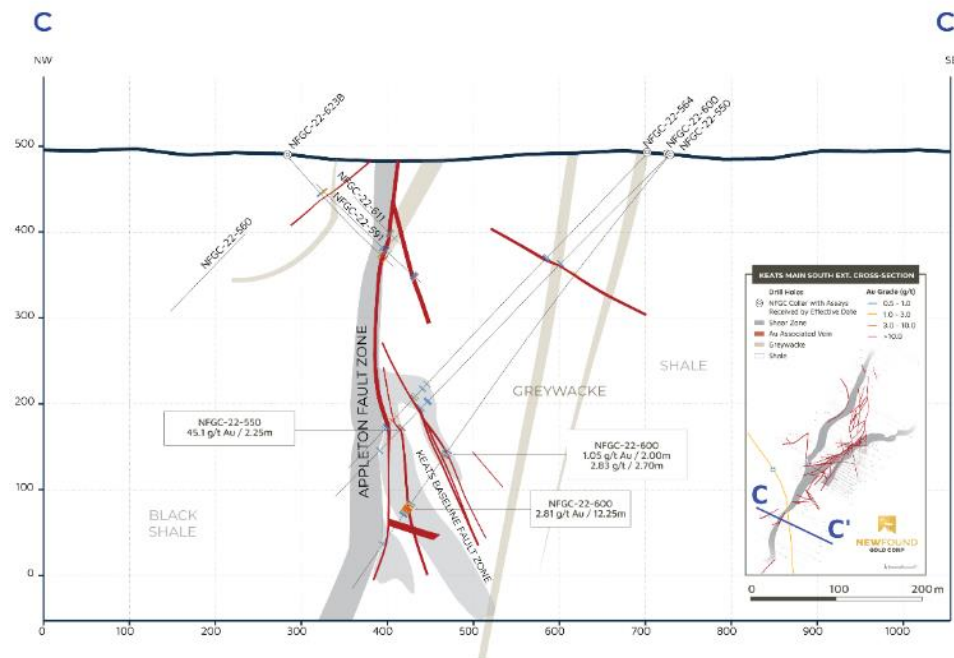 C
C
NW
SE
NFGC-22-623B
NFGC-22-564
NFGC-22-600
NFGC-22-550
500
NFGC-22-611
NFGC-22-591
NFGC-22-560
400
300
200
100
0
APPLETON FAULT ZONE
KEATS BASELINE FAULT ZONE
GREYWACKE
SHALE
BLACK
SHALE
NFGC-22-550
45.1 g/t Au / 2.25m
NFGC-22-600
1.05 g/t Au / 2.00m
2.83 g/t / 2.70m
NFGC-22-600
2.81 g/t Au / 12.25m
KEATS MAIN SOUTH EXT. CROSS-SECTION
Drill Holes
NFGC Collar with Assays
Received by Effective Date
Shear Zone
Au Associated Vein
Greywacke
Shale
Au Grade (g/t)
0.5 - 1.0
1.0 - 3.0
3.0 - 10.0
>10.0
C
C'
NEWFOUND
GOLD CORP
0 100 200 m
0 100 200 300 400 500 600 700 800 900 1000